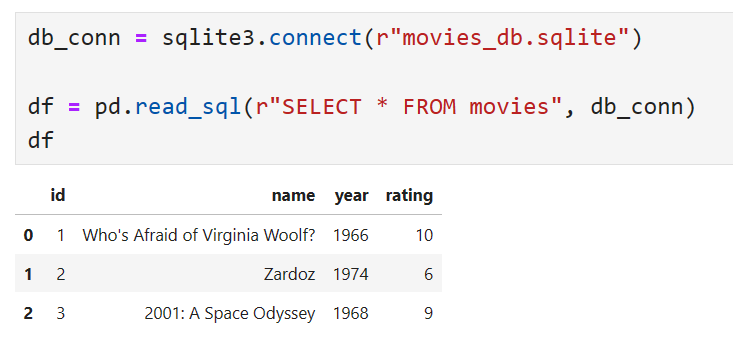 db_conn = sqlite3.connect(r"movies_db.sqlite")
df = pd.read_sql(r"SELECT * FROM movies", db_conn)
df
id name year rating
0 1 Who's Afraid of Virginia Woolf? 1966 10
1 2 Zardoz 1974 6
2 3 2001: A Space Odyssey 1968 9